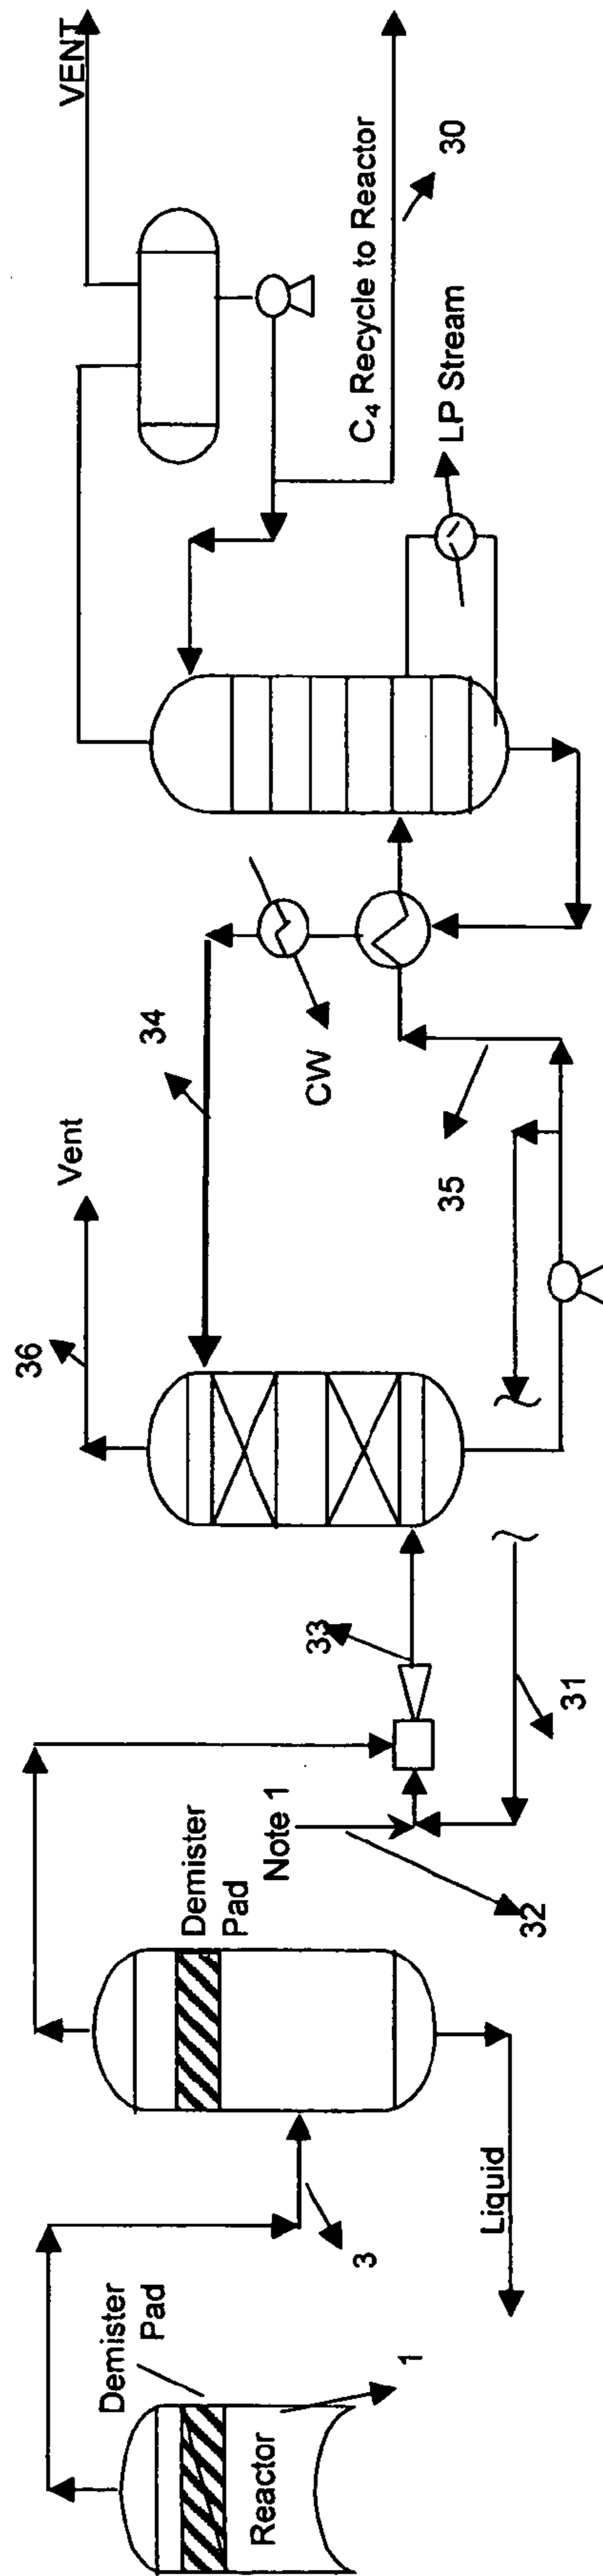 Demister
Pad
Reactor
1
3
Liquid
Demister
Pad
Note 1
32
33
31
36
Vent
34
35
CW
VENT
C₄ Recycle to Reactor
30
LP Stream